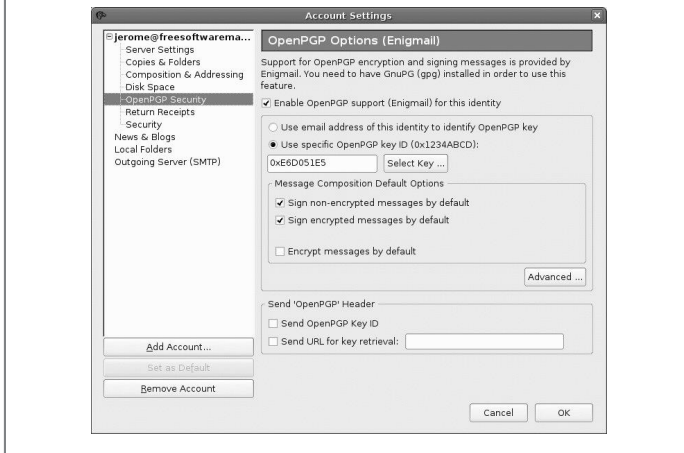 Account Settings
jerome@freesoftwarema...
Server Settings
Copies & Folders
Composition & Addressing
Disk Space
OpenPGP Security
Return Receipts
Security
News & Blogs
Local Folders
Outgoing Server (SMTP)
Add Account...
Set as Default
Remove Account
OpenPGP Options (Enigmail)
Support for OpenPGP encryption and signing messages is provided by
Enigmail. You need to have GnuPG (gpg) installed in order to use this
feature.
Enable OpenPGP support (Enigmail) for this identity
Use email address of this identity to identify OpenPGP key
Use specific OpenPGP key ID (0x1234ABCD):
0xE6D051E5
Select Key ...
Message Composition Default Options
Sign non-encrypted messages by default
Sign encrypted messages by default
Encrypt messages by default
Advanced ...
Send 'OpenPGP' Header
Send OpenPGP Key ID
Send URL for key retrieval:
Cancel
OK